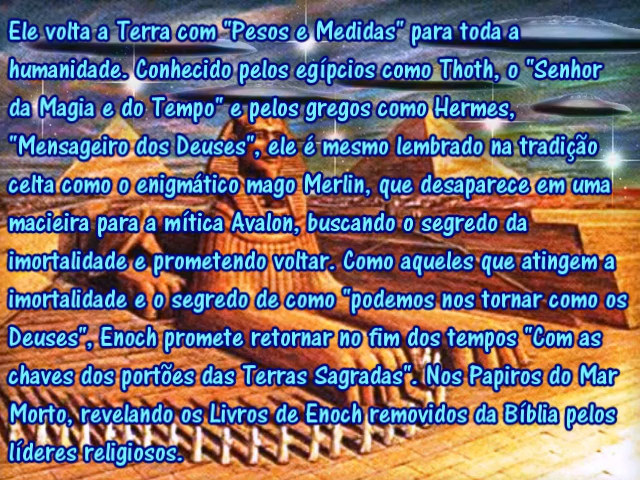 Ele volta a Terra com "Pesos e Medidas" para toda a
humanidade. Conhecido pelos egípcios como Thoth, o "Senhor
da Magia e do Tempo" e pelos gregos como Hermes,
"Mensageiro dos Deuses", ele é mesmo lembrado na tradição
celta como o enigmático mago Merlin, que desaparece em uma
macieira para a mítica Avalon, buscando o segredo da
imortalidade e prometendo voltar. Como aqueles que atingem a
imortalidade e o segredo de como "podemos nos tornar como os
Deuses", Enoch promete retornar no fim dos tempos "Com as
chaves dos portões das Terras Sagradas". Nos Papiros do Mar
Morto, revelando os Livros de Enoch removidos da Bíblia pelos
líderes religiosos.